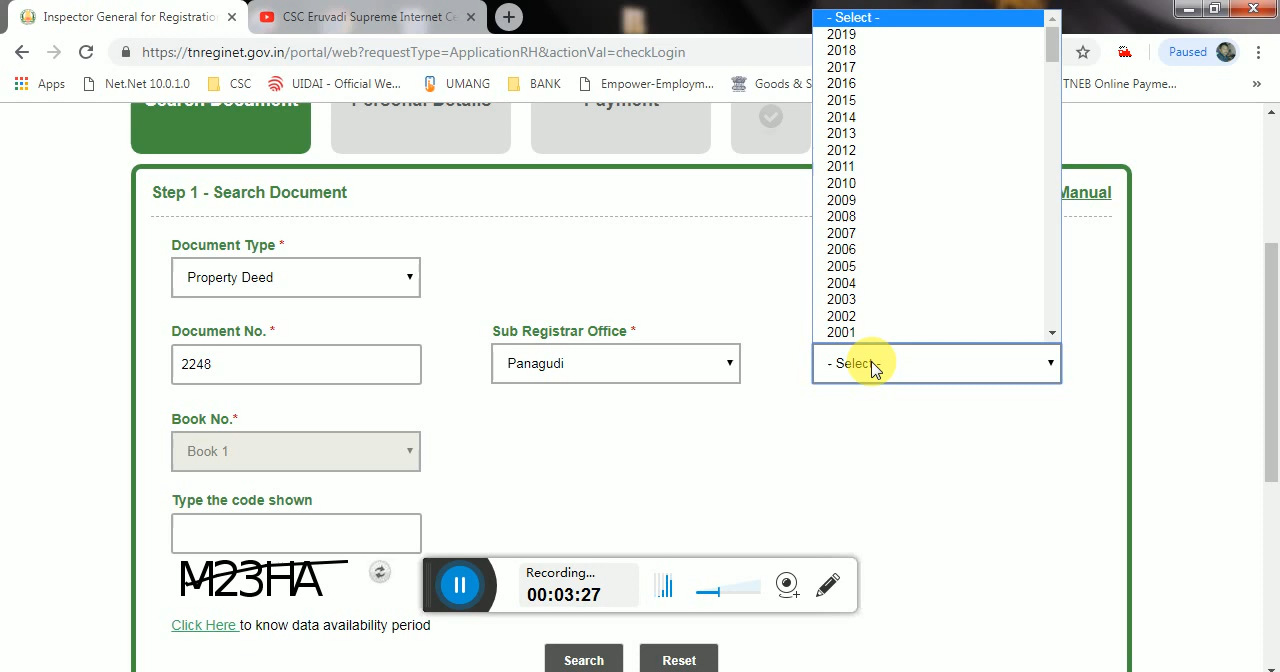 Inspector General for Registratio
CSC Eruvadi Supreme Internet Ce
https://tnreginet.gov.in/portal/web?requestType=ApplicationRH&actionVal=checkLogin
Paused
Apps
Net.Net 10.0.1.0
CSC
UIDAI - Official We...
UMANG
BANK
Empower-Employm...
Goods & S
TNEB Online Payme...
»
Search Document
Personal Details
Payment
Step 1 - Search Document
Manual
Document Type *
Property Deed
Document No. *
2248
Sub Registrar Office *
Panagudi
- Select -
2019
2018
2017
2016
2015
2014
2013
2012
2011
2010
2009
2008
2007
2006
2005
2004
2003
2002
2001
- Select -
Book No.*
Book 1
Type the code shown
M23HA
Recording...
00:03:27
Click Here to know data availability period
Search
Reset